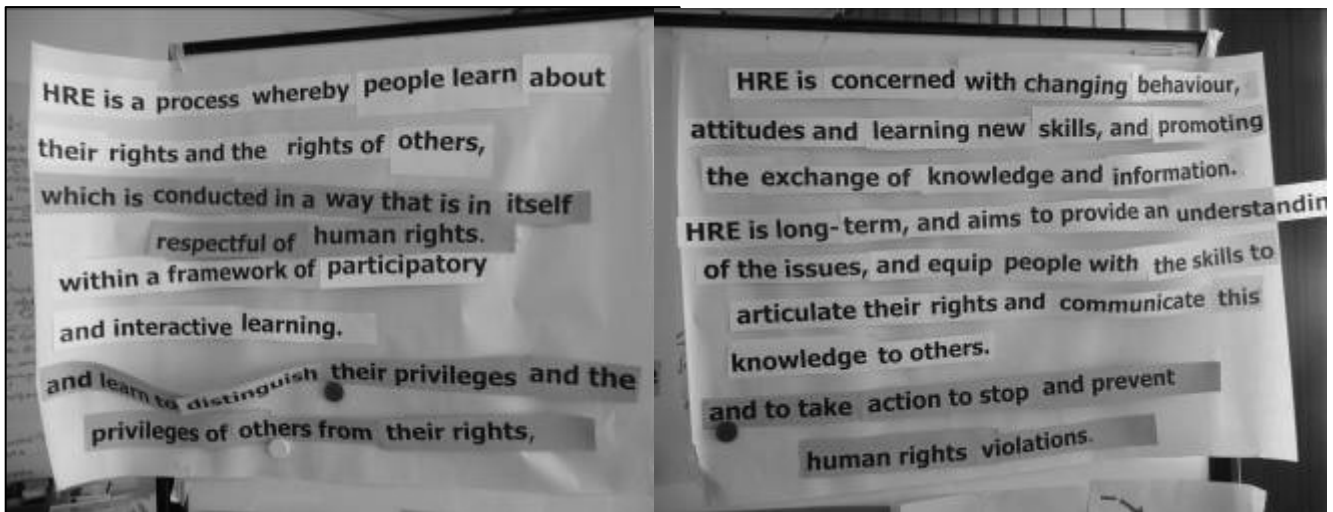 HRE is a process whereby people learn about
their rights and the rights of others,
which is conducted in a way that is in itself
respectful of human rights.
within a framework of participatory
and interactive learning.
and learn to distinguish their privileges and the
privileges of others from their rights,
HRE is concerned with changing behaviour,
attitudes and learning new skills, and promoting
the exchange of knowledge and information.
HRE is long-term, and aims to provide an understandin
of the issues, and equip people with the skills to
articulate their rights and communicate this
knowledge to others.
and to take action to stop and prevent
human rights violations.